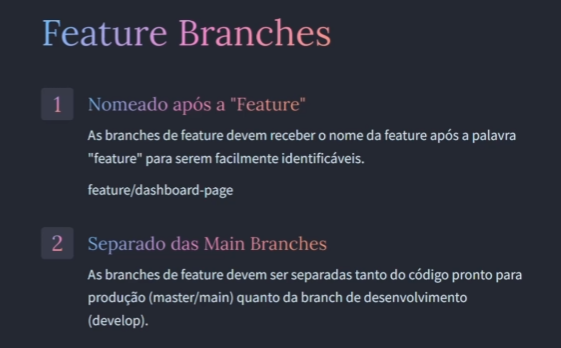 Feature Branches
1
Nomeado após a "Feature"
As branches de feature devem receber o nome da feature após a palavra
"feature" para serem facilmente identificáveis.
feature/dashboard-page
2
Separado das Main Branches
As branches de feature devem ser separadas tanto do código pronto para
produção (master/main) quanto da branch de desenvolvimento
(develop).